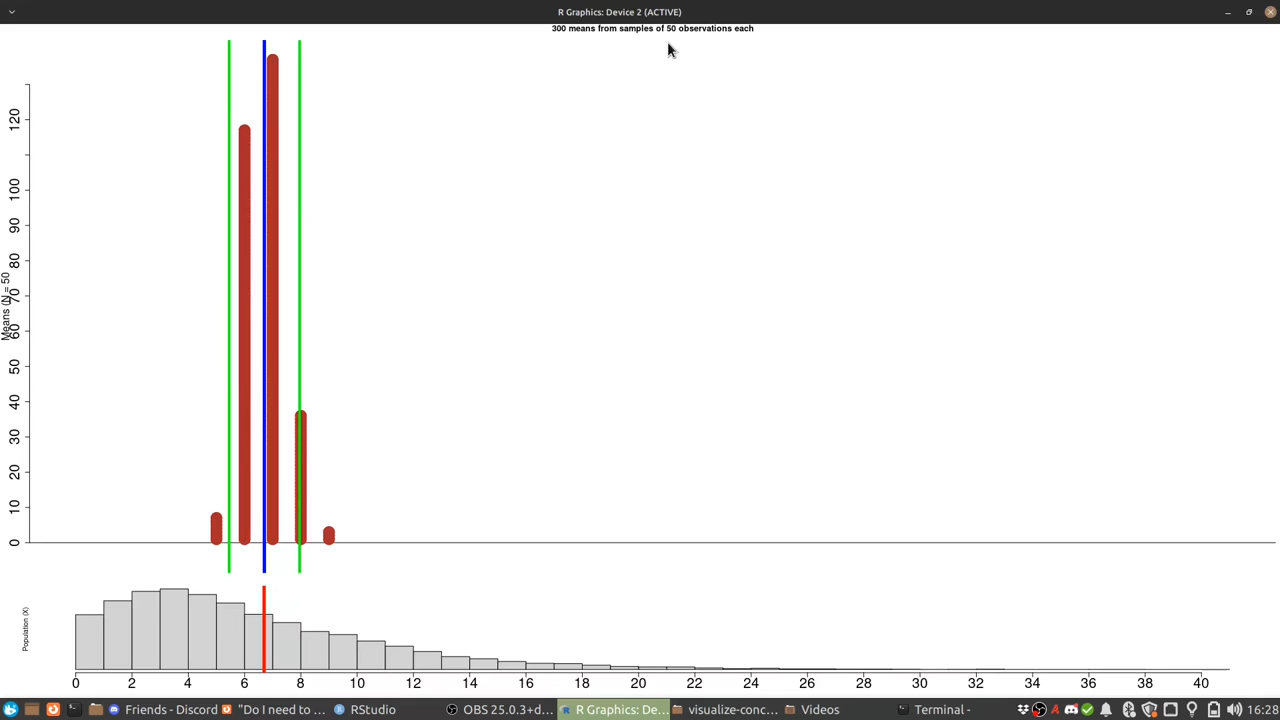 R Graphics: Device 2 (ACTIVE)
300 means from samples of 50 observations each
120
100
90
80
70
60
50
40
30
20
10
0
Means (N = 50
Population (X)
0 2 4 6 8 10 12 14 16 18 20 22 24 26 28 30 32 34 36 38 40
Friends - Discord "Do I need to ... RStudio OBS 25.0.3+d... R Graphics: De... visualize-conc... Videos Terminal - 16:28